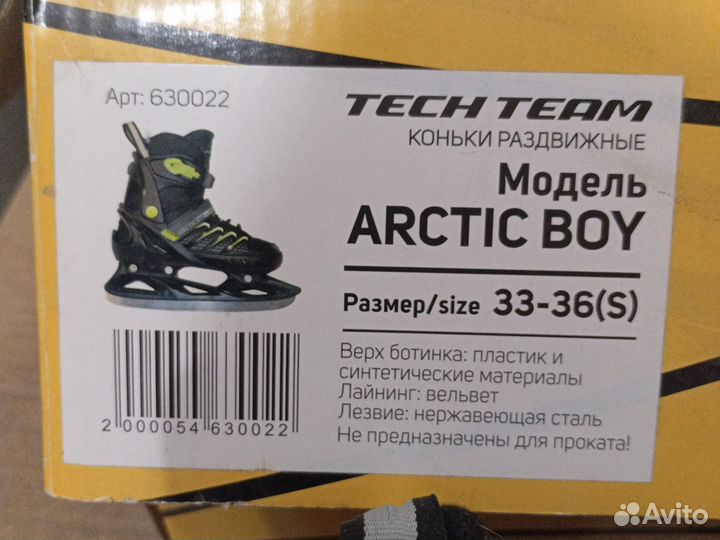 Арт: 630022
TECH TEAM
КОНЬКИ РАЗДВИЖНЫЕ
Модель
ARCTIC BOY
Размер/size 33-36(S)
Верх ботинка: пластик и
синтетические материалы
Лайнинг: вельвет
Лезвие: нержавеющая сталь
Не предназначены для проката!
2 000054 630022
Avito